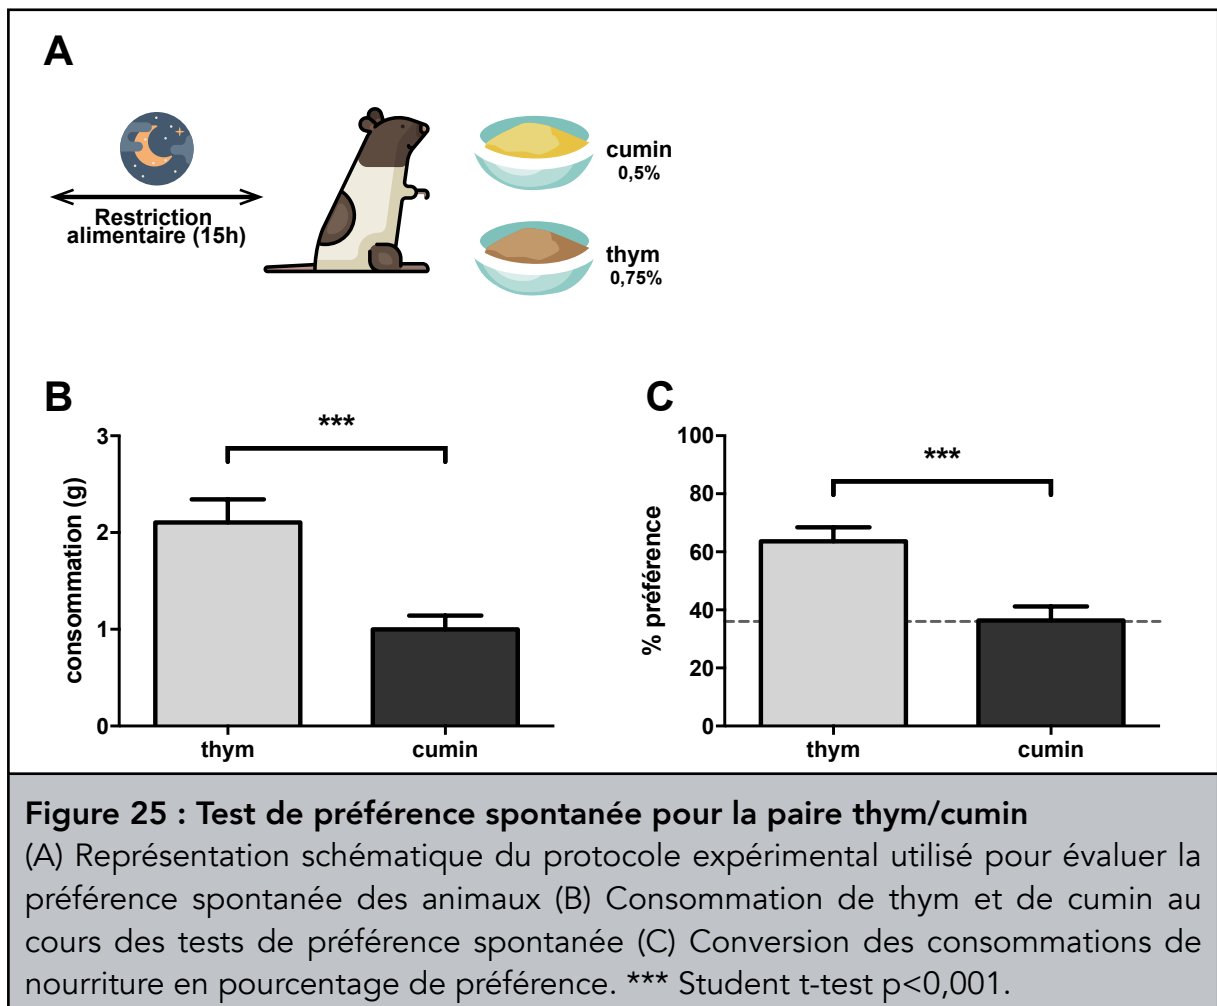 A
Restriction
alimentaire (15h)
cumin
0,5%
thym
0,75%
B
***
consommation (g)
3
2
1
0
thym
cumin
C
***
% préférence
100
80
60
40
20
0
thym
cumin
Figure 25 : Test de préférence spontanée pour la paire thym/cumin
(A) Représentation schématique du protocole expérimental utilisé pour évaluer la
préférence spontanée des animaux (B) Consommation de thym et de cumin au
cours des tests de préférence spontanée (C) Conversion des consommations de
nourriture en pourcentage de préférence. *** Student t-test p<0,001.